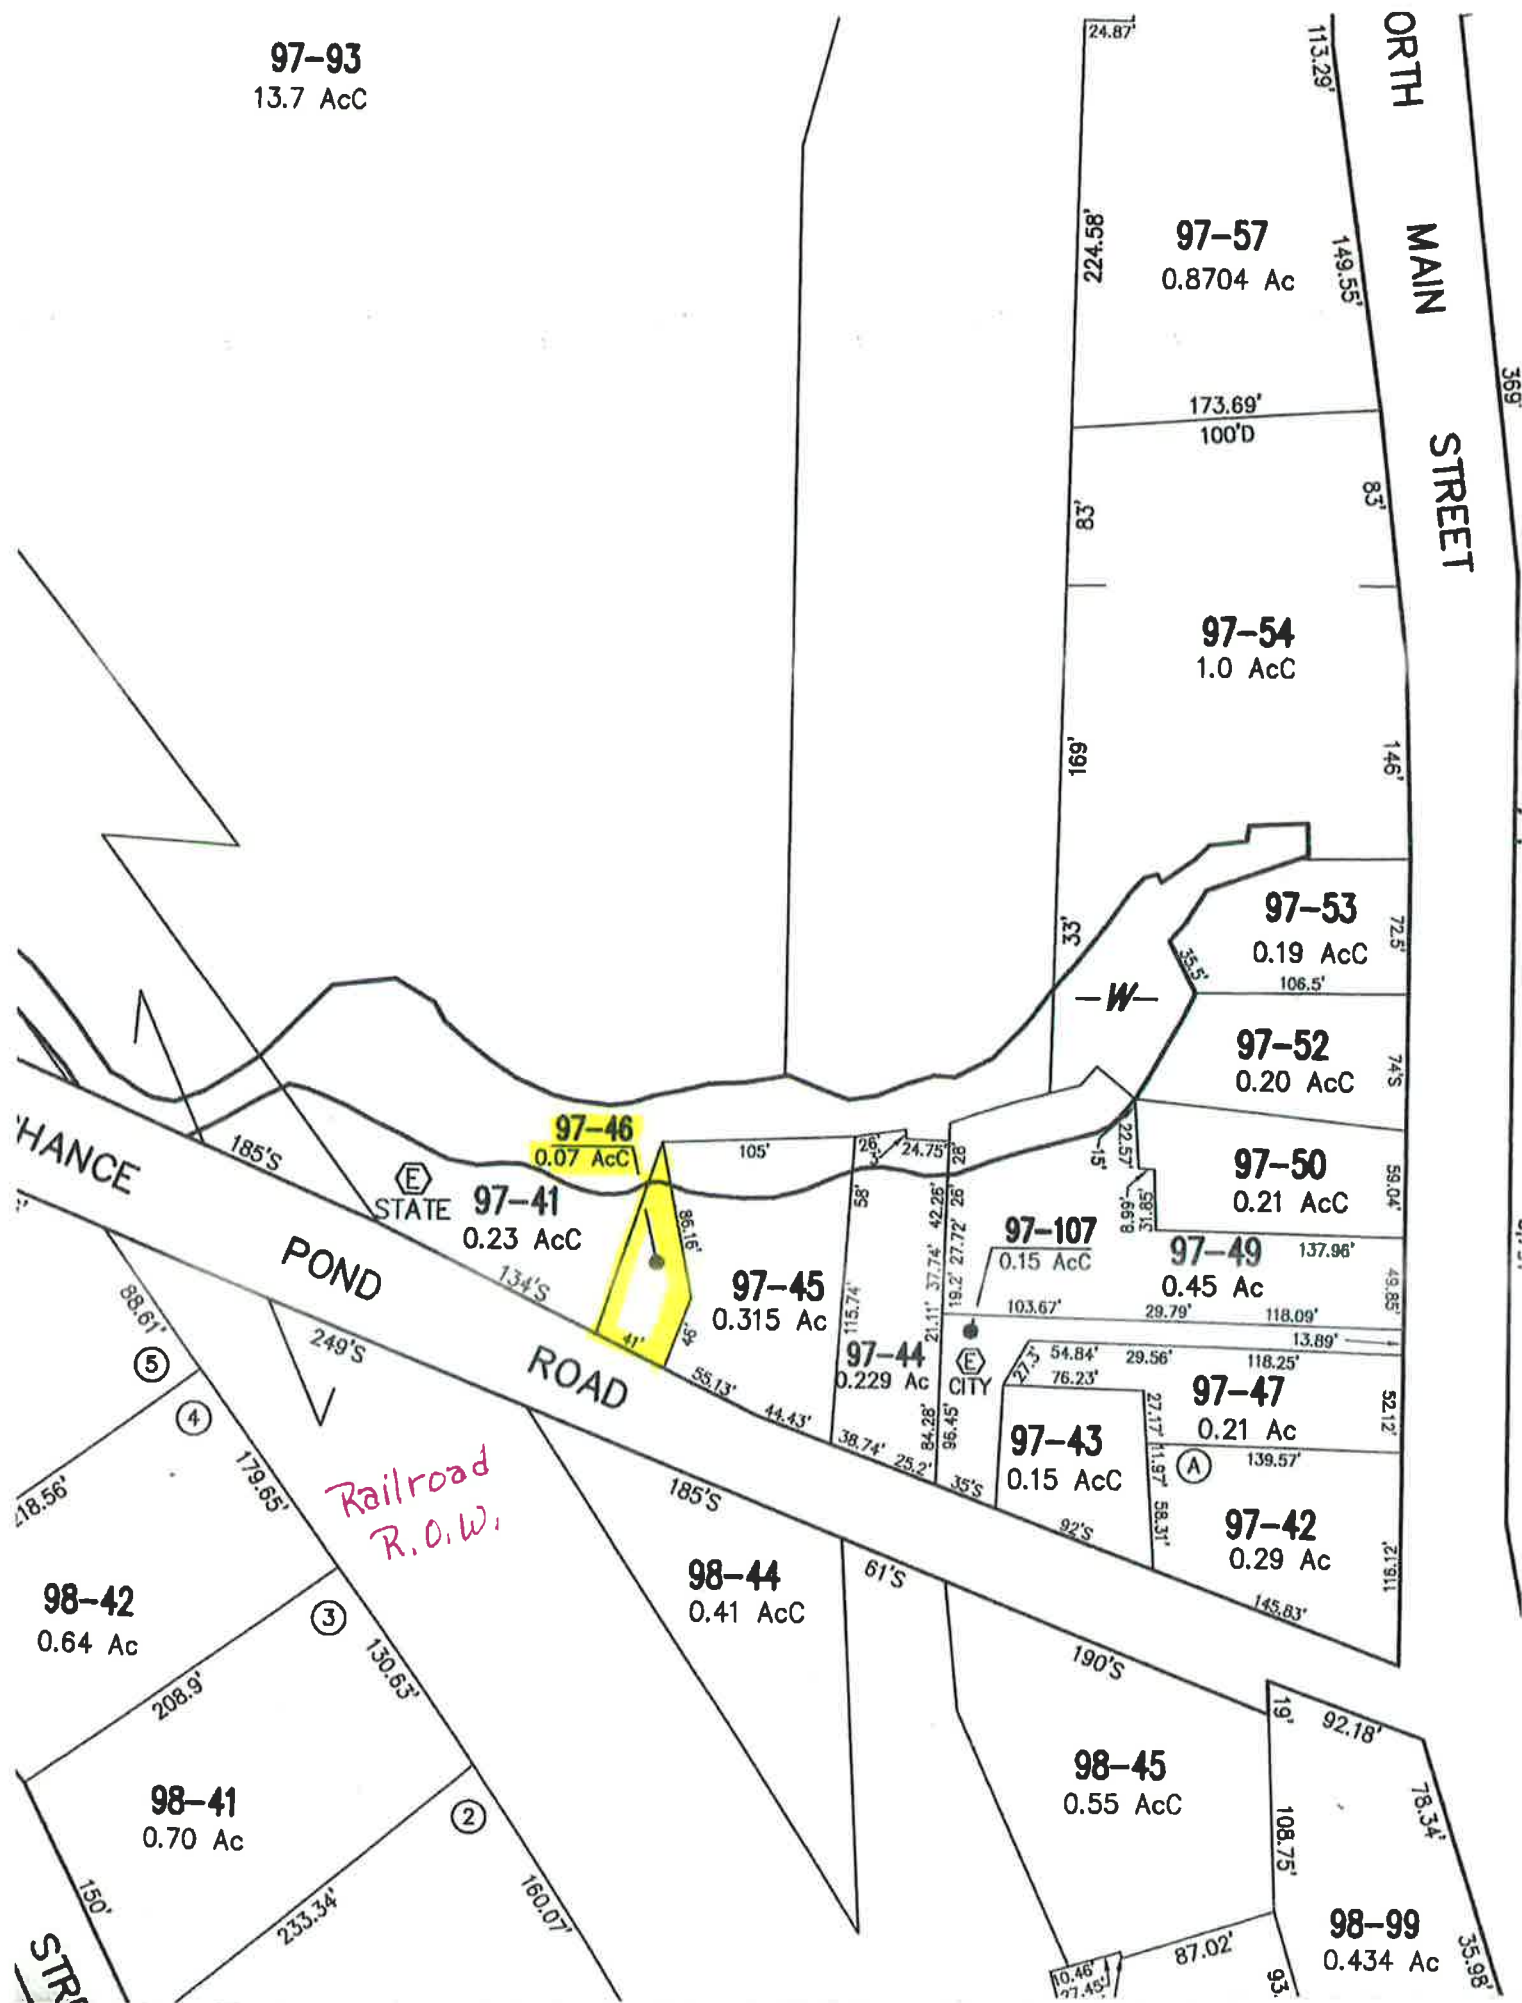 97-93
13.7 AcC
24.87'
113.29'
ORTH MAIN STREET
224.58'
97-57
0.8704 Ac
149.55'
369'
173.69'
100'D
83'
83'
97-54
1.0 AcC
169'
146'
33'
97-53
0.19 AcC
72.5'
35.5'
106.5'
-W-
97-52
0.20 AcC
74'S
97-46
0.07 AcC
105'
26'
3'
24.75'
28'
15'
22.57'
97-50
0.21 AcC
59.04'
8.66'
31.85'
137.96'
HANCE POND ROAD
185'S
E
STATE
97-41
0.23 AcC
134'S
86.16'
41'
97-45
0.315 Ac
58'
115.74'
42.26'
26'
37.74'
27.72'
21.11'
19.2'
97-107
0.15 AcC
97-49
0.45 Ac
49.85'
103.67'
29.79'
118.09'
13.89'
E
CITY
27.5'
54.84'
29.56'
118.25'
76.23'
97-44
0.229 Ac
84.28'
96.45'
97-47
0.21 Ac
52.12'
27.17'
11.97'
A
139.57'
97-43
0.15 AcC
58.31'
97-42
0.29 Ac
119.12'
55.13'
44.43'
38.74'
25.2'
35'S
92'S
145.83'
88.61'
5
4
249'S
179.65'
218.56'
Railroad
R.O.W.
185'S
61'S
190'S
98-42
0.64 Ac
3
130.63'
208.9'
98-44
0.41 AcC
98-41
0.70 Ac
2
150'
233.34'
160.07'
98-45
0.55 AcC
19'
92.18'
78.34'
108.75'
87.02'
98-99
0.434 Ac
35.98'
10.46'
27.45'
93.
STRE